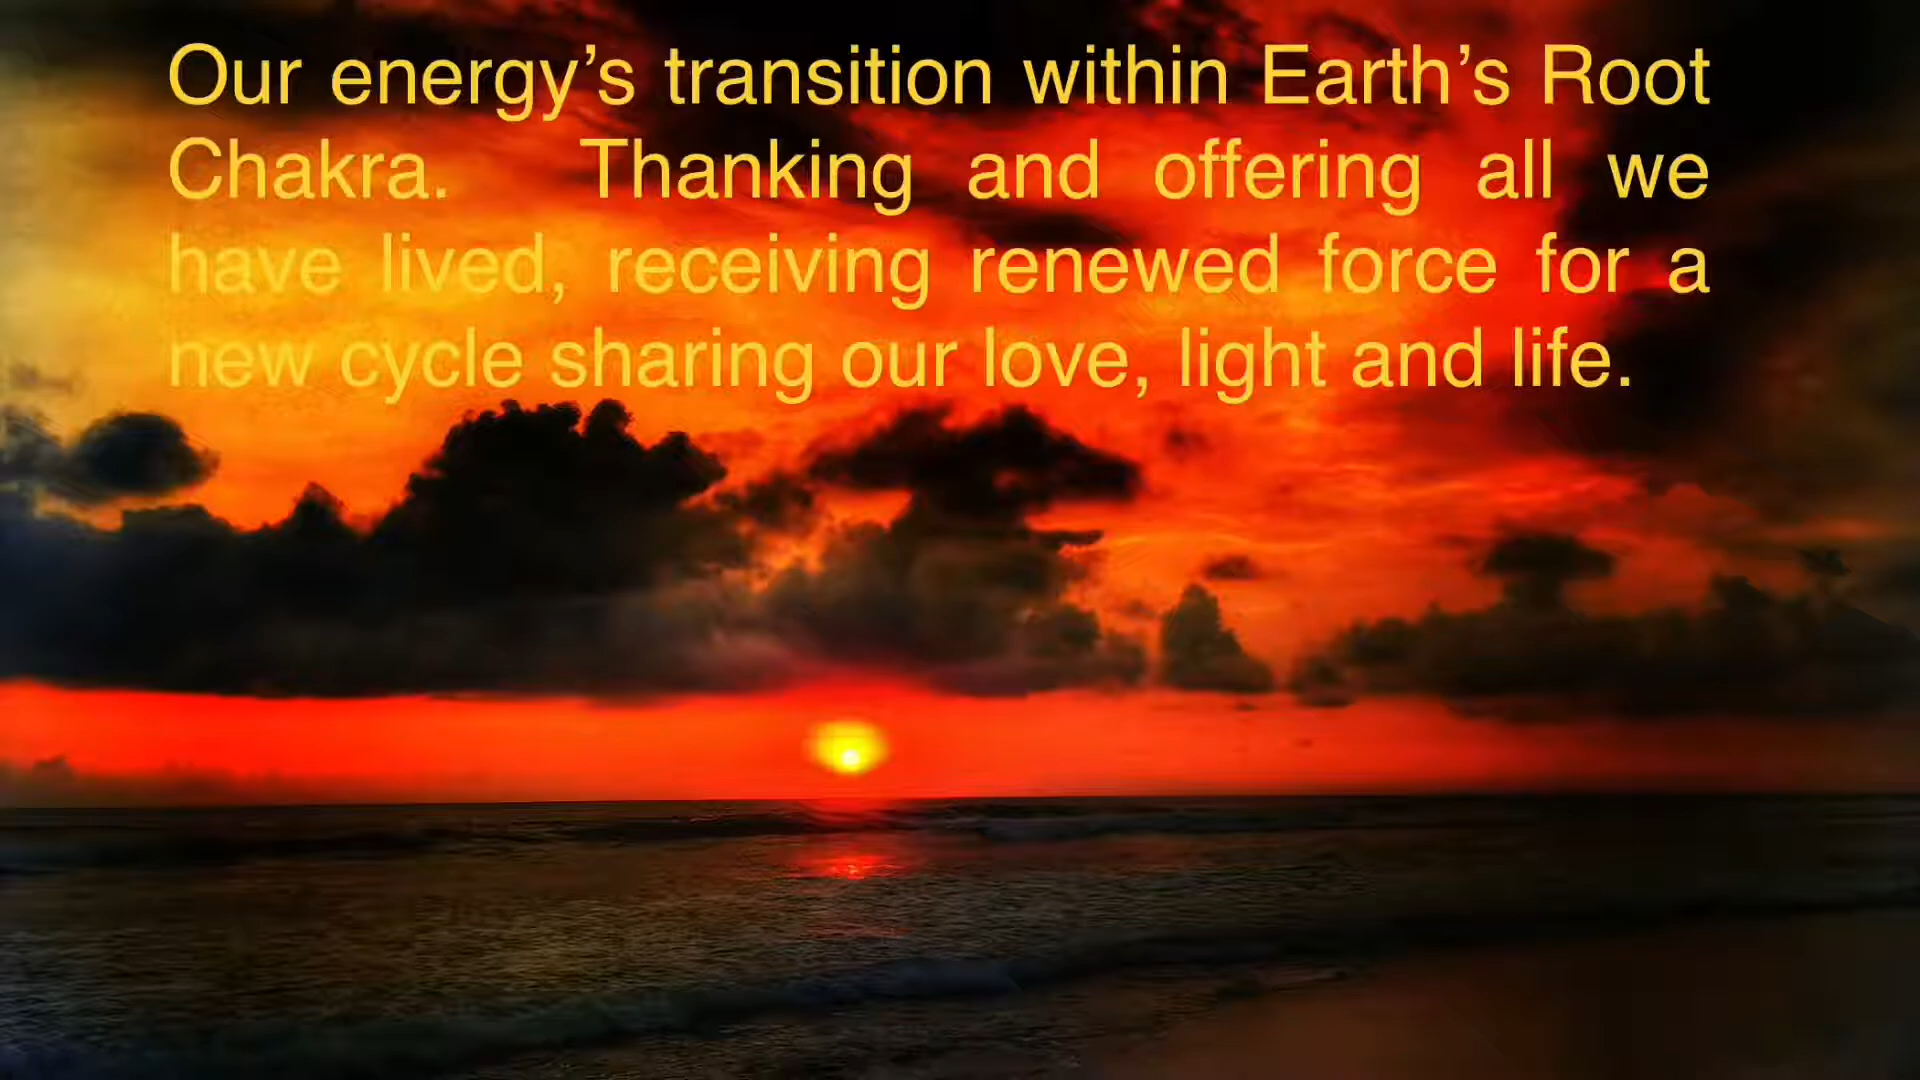 Our energy’s transition within Earth’s Root
Chakra. Thanking and offering all we
have lived, receiving renewed force for a
new cycle sharing our love, light and life.